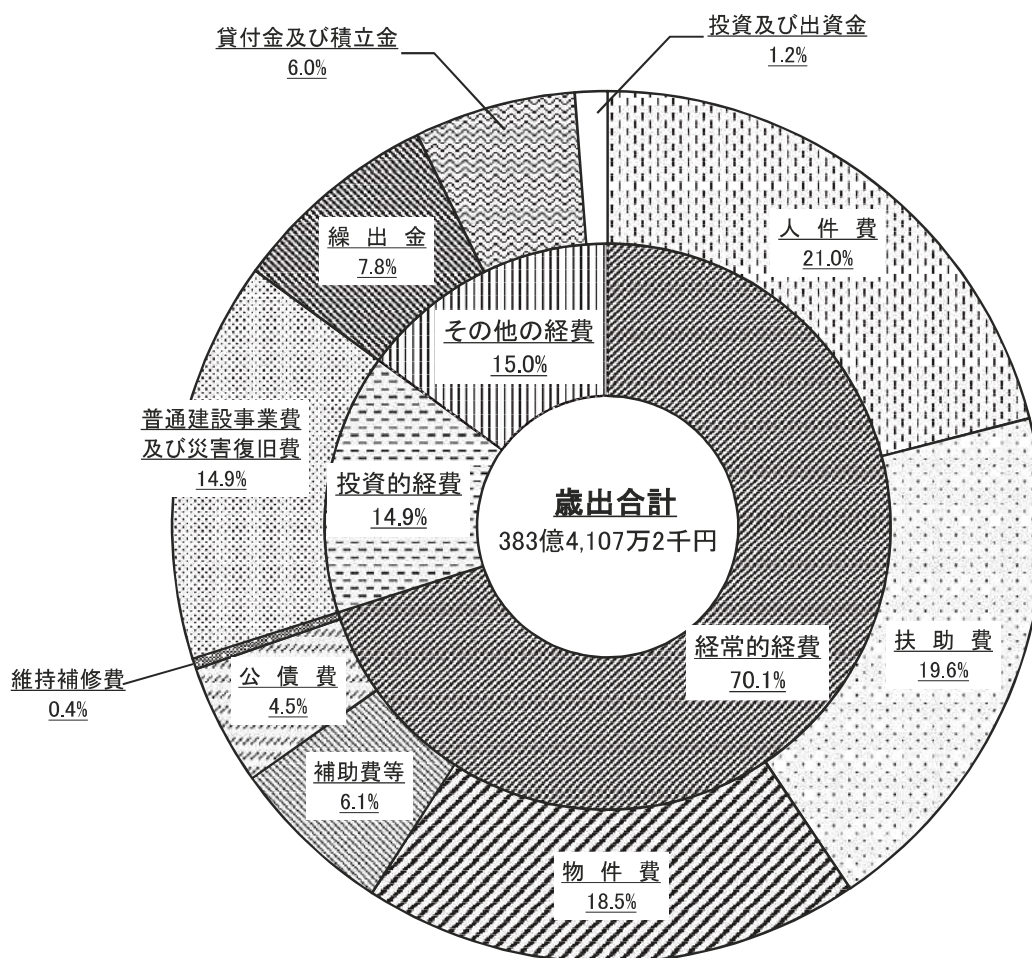 投資及び出資金
1.2%
貸付金及び積立金
6.0%
人件費
21.0%
繰出金
7.8%
その他の経費
15.0%
普通建設事業費
及び災害復旧費
14.9%
投資的経費
14.9%
歳出合計
383億4,107万2千円
経常的経費
70.1%
扶助費
19.6%
維持補修費
0.4%
公債費
4.5%
補助費等
6.1%
物件費
18.5%